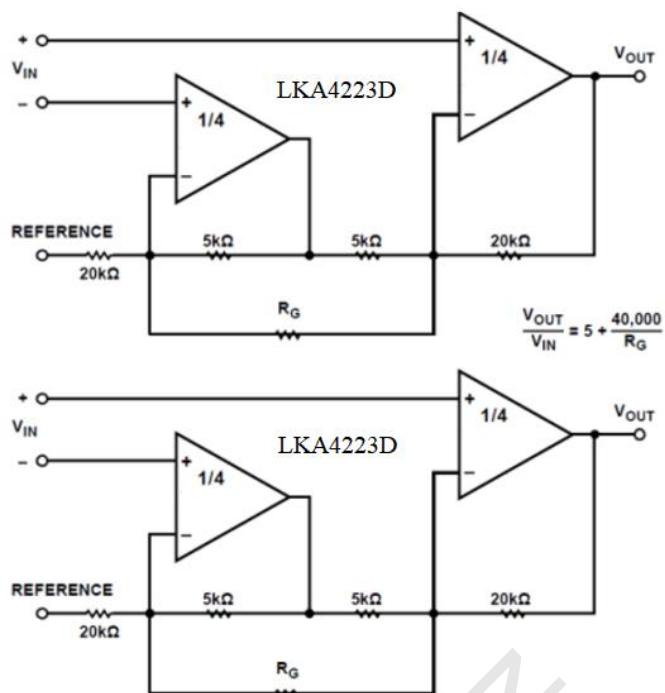 +
V_IN
−
+
1/4
LKA4223D
+
1/4
V_OUT
−
−
REFERENCE
20kΩ
5kΩ
5kΩ
20kΩ
R_G
V_OUT / V_IN = 5 + 40,000 / R_G
+
V_IN
−
+
1/4
LKA4223D
+
1/4
V_OUT
−
−
REFERENCE
20kΩ
5kΩ
5kΩ
20kΩ
R_G